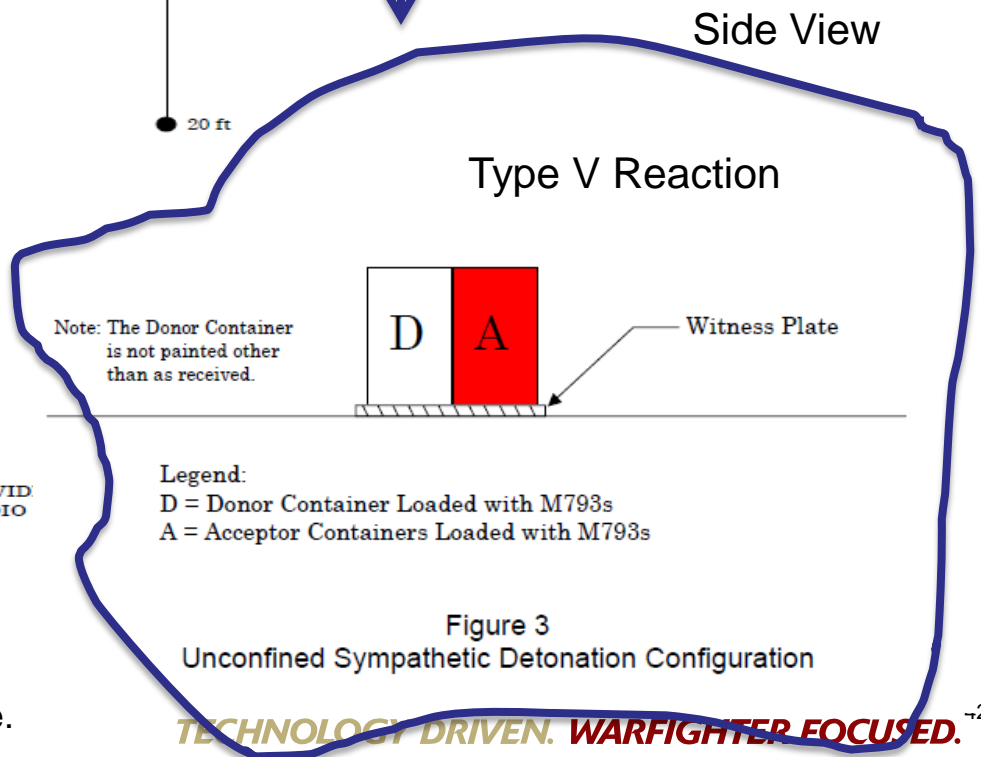 Side View
20 ft
Type V Reaction
Note: The Donor Container
is not painted other
than as received.
D
A
Witness Plate
Legend:
D = Donor Container Loaded with M793s
A = Acceptor Containers Loaded with M793s
Figure 3
Unconfined Sympathetic Detonation Configuration
TECHNOLOGY DRIVEN. WARFIGHTER FOCUSED.